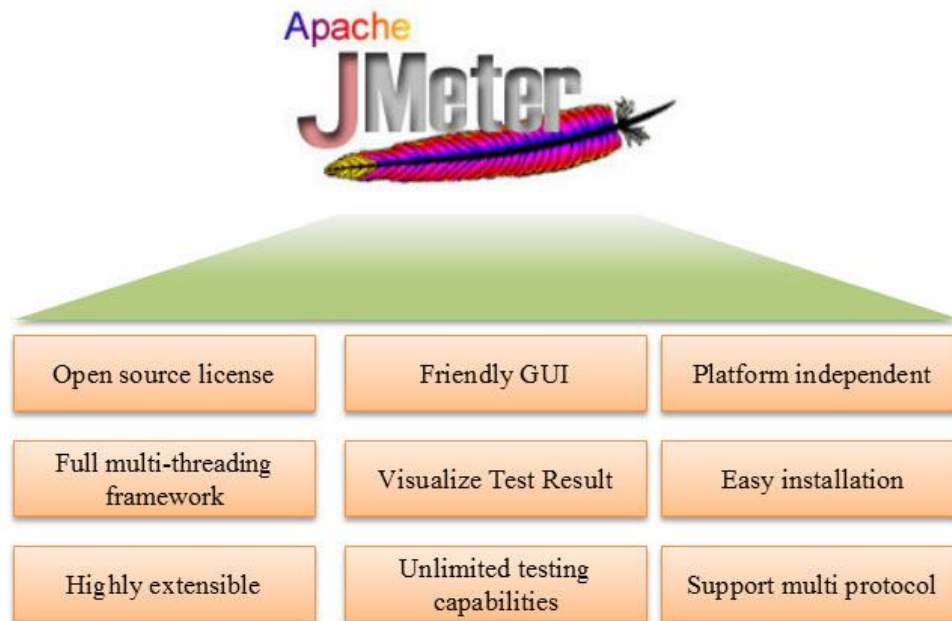 Apache
JMeter
Open source license
Friendly GUI
Platform independent
Full multi-threading
framework
Visualize Test Result
Easy installation
Highly extensible
Unlimited testing
capabilities
Support multi protocol